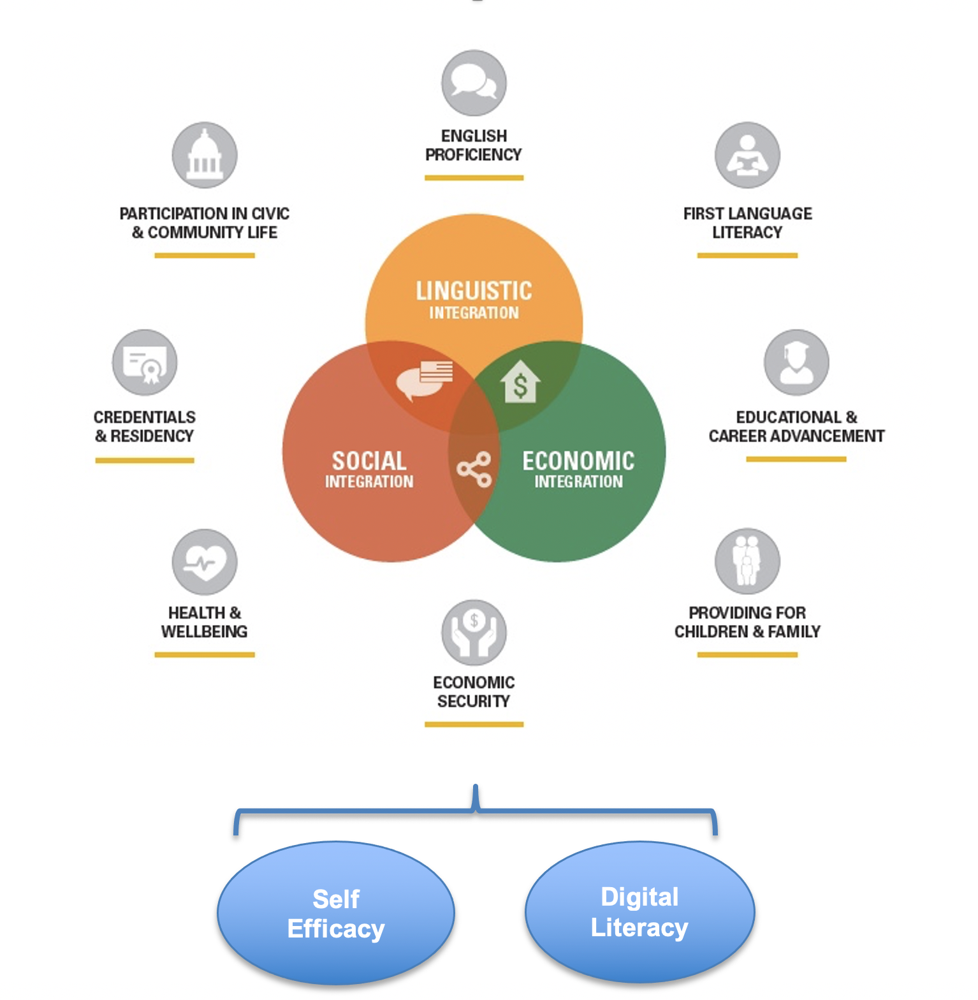 ENGLISH
PROFICIENCY
PARTICIPATION IN CIVIC
& COMMUNITY LIFE
FIRST LANGUAGE
LITERACY
LINGUISTIC
INTEGRATION
CREDENTIALS
& RESIDENCY
$
EDUCATIONAL &
CAREER ADVANCEMENT
SOCIAL
INTEGRATION
ECONOMIC
INTEGRATION
HEALTH &
WELLBEING
$
ECONOMIC
SECURITY
PROVIDING FOR
CHILDREN & FAMILY
Self
Efficacy
Digital
Literacy